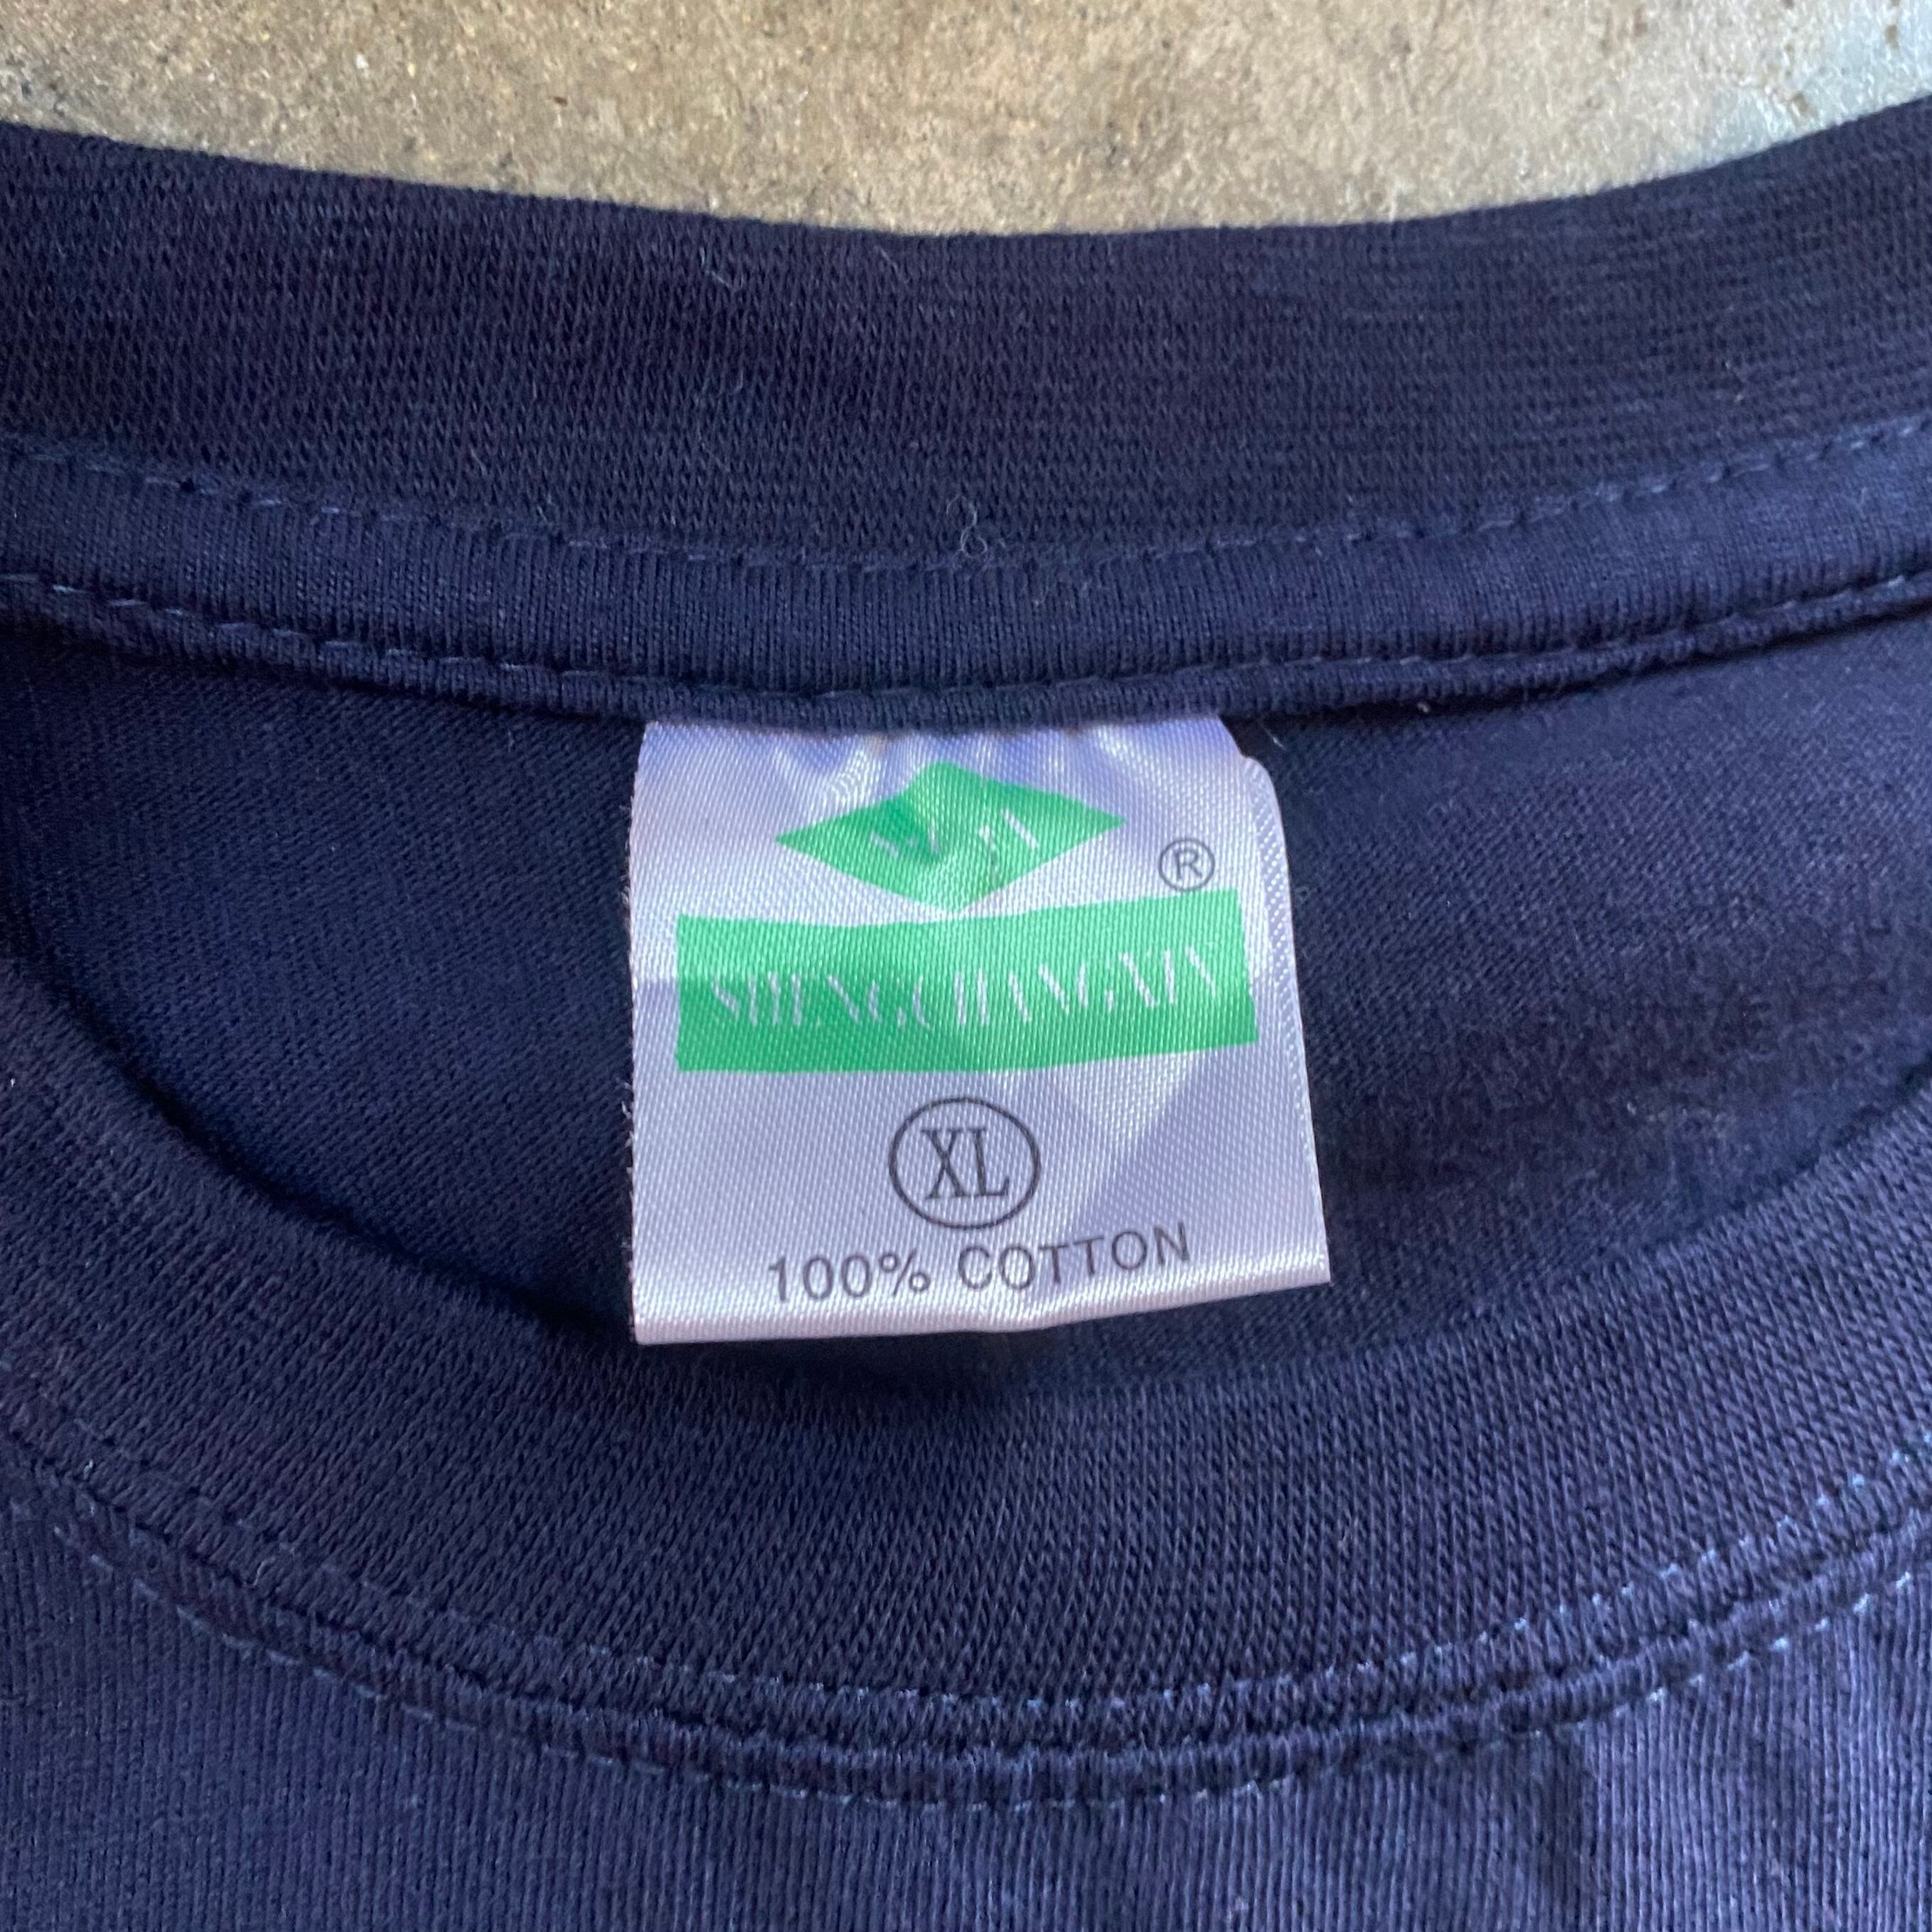 ®
SHENGCHANGXIN
XL
100% COTTON